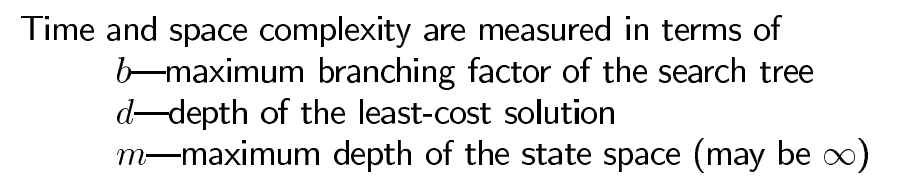 Time and space complexity are measured in terms of
b—maximum branching factor of the search tree
d—depth of the least-cost solution
m—maximum depth of the state space (may be ∞)